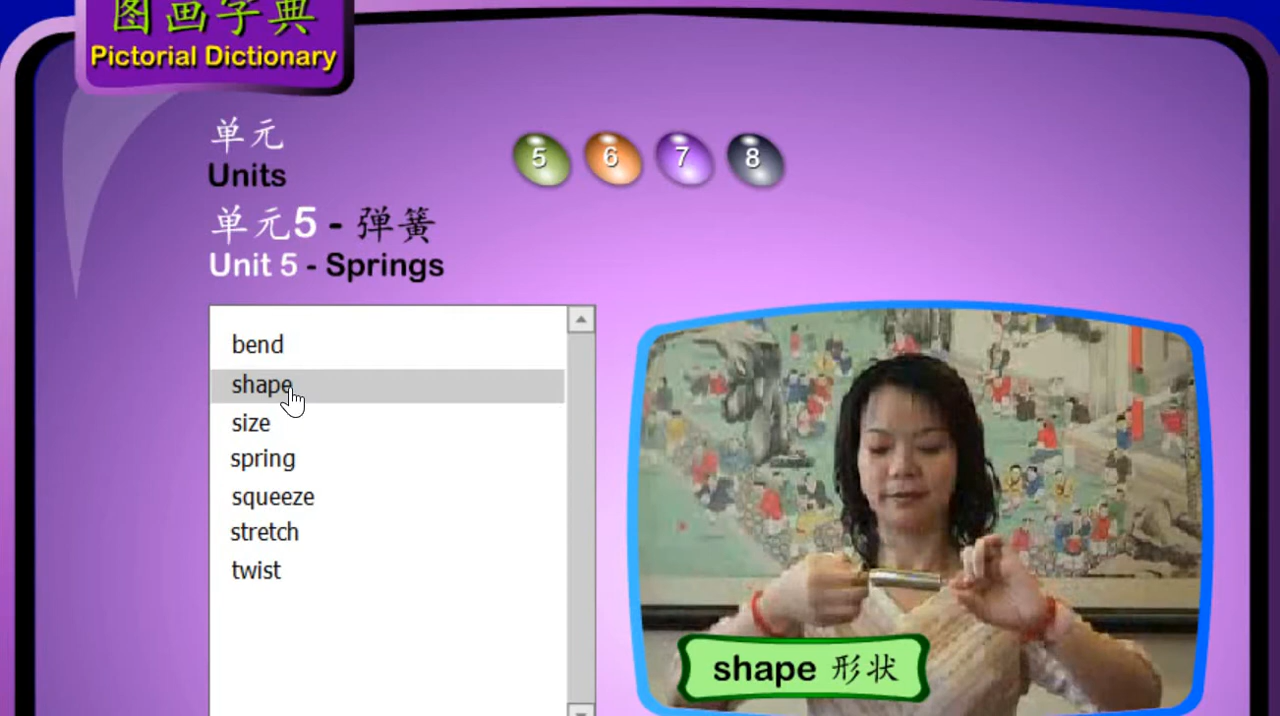 图画字典
Pictorial Dictionary
单元
Units
5 6 7 8
单元5 - 弹簧
Unit 5 - Springs
bend
shape
size
spring
squeeze
stretch
twist
shape 形状